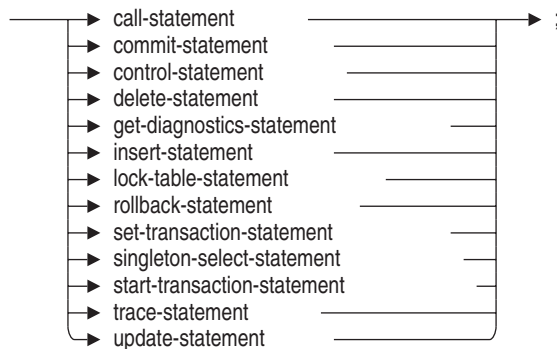 call-statement ;
commit-statement
control-statement
delete-statement
get-diagnostics-statement
insert-statement
lock-table-statement
rollback-statement
set-transaction-statement
singleton-select-statement
start-transaction-statement
trace-statement
update-statement